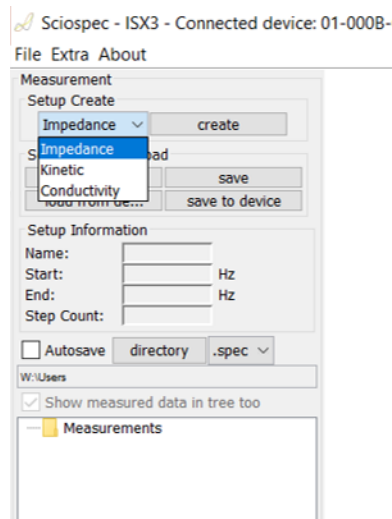 Sciospec - ISX3 - Connected device: 01-000B-
File Extra About
Measurement
Setup Create
Impedance create
Impedance
Kinetic
Conductivity
save
save to device
Setup Information
Name:
Start: Hz
End: Hz
Step Count:
Autosave directory .spec
W:\Users
Show measured data in tree too
Measurements